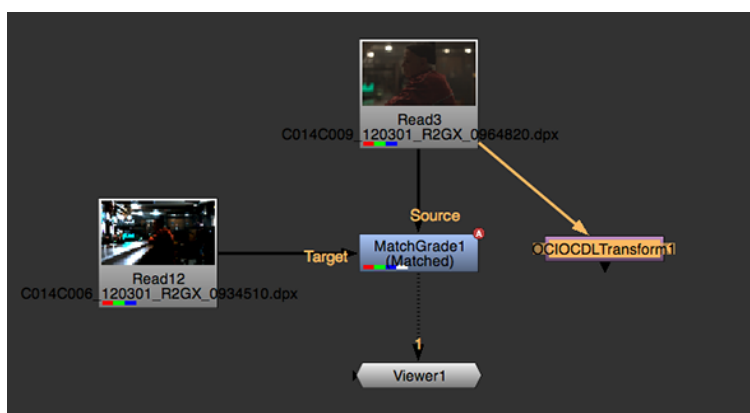 Read3
C014C009_120301_R2GX_0964820.dpx
Source
A
MatchGrade1
(Matched)
Target
OCIOCDLTransform1
Read12
C014C006_120301_R2GX_0934510.dpx
1
Viewer1